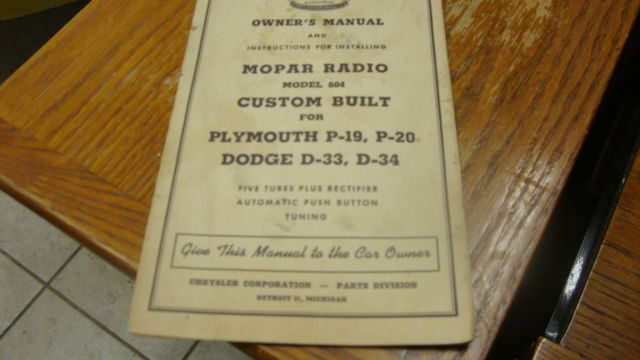 OWNER'S MANUAL
AND
INSTRUCTIONS FOR INSTALLING
MOPAR RADIO
MODEL 604
CUSTOM BUILT
FOR
PLYMOUTH P-19, P-20
DODGE D-33, D-34
FIVE TUBES PLUS RECTIFIER
AUTOMATIC PUSH BUTTON
TUNING
Give This Manual to the Car Owner
CHRYSLER CORPORATION — PARTS DIVISION
DETROIT 31, MICHIGAN